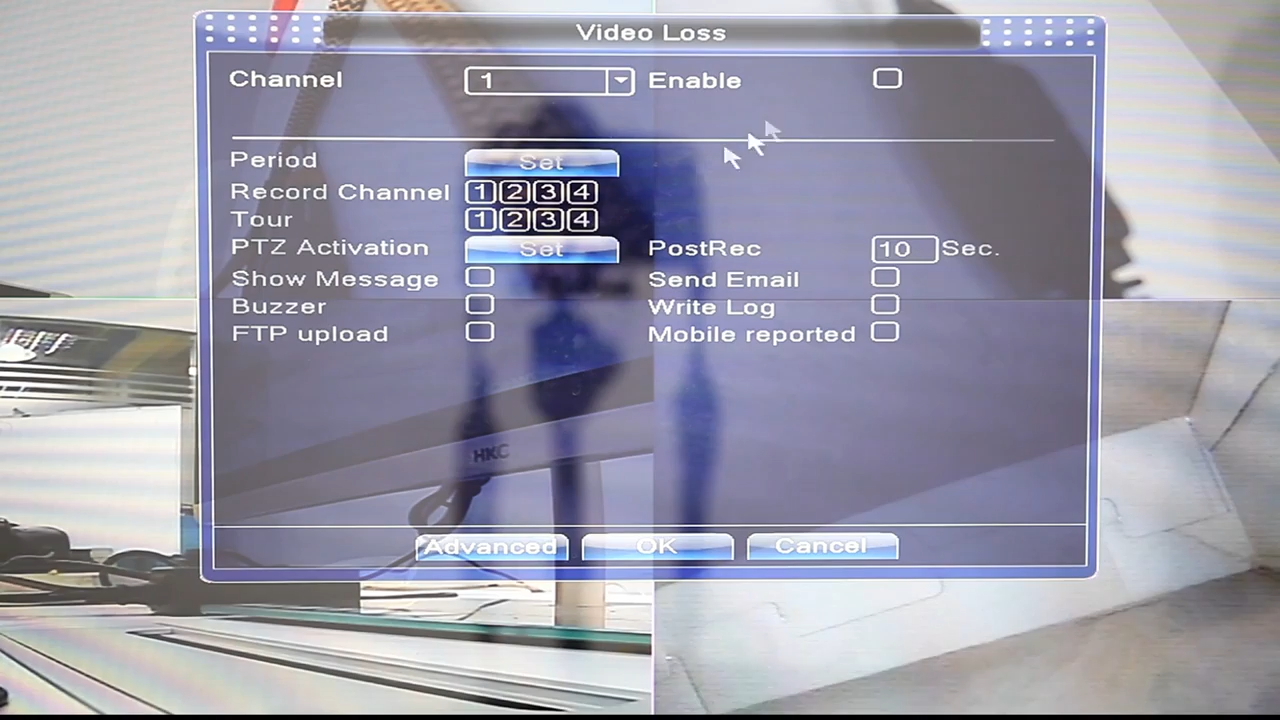 Video Loss
Channel 1 Enable
Period Set
Record Channel 1 2 3 4
Tour 1 2 3 4
PTZ Activation Set PostRec 10 Sec.
Show Message Send Email
Buzzer Write Log
FTP upload Mobile reported
HKC
Advanced OK Cancel